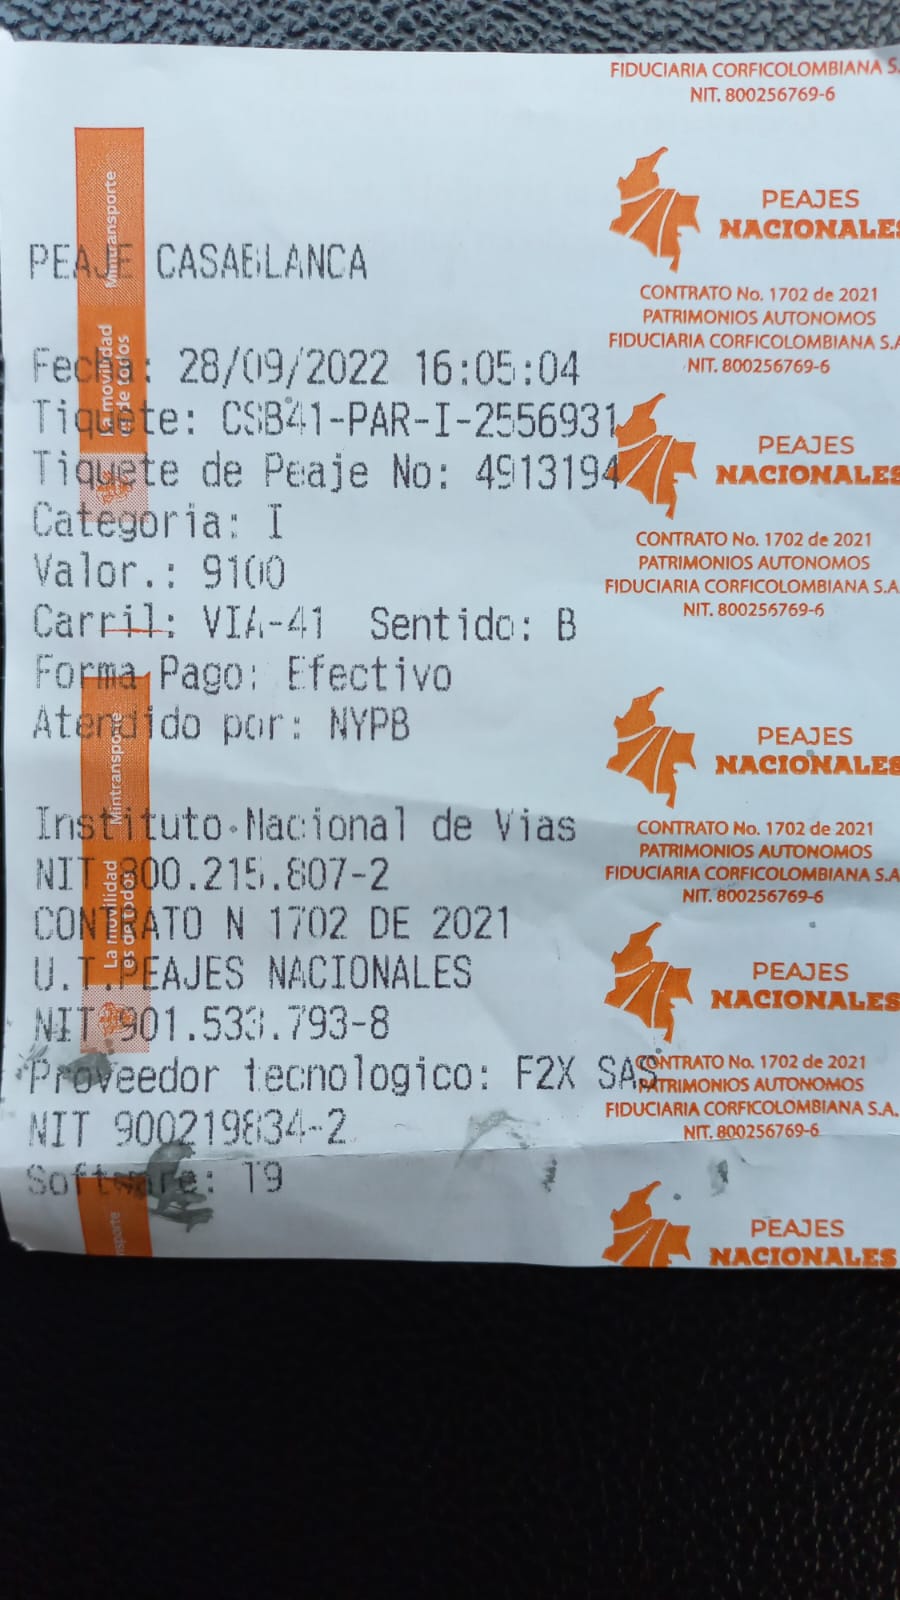 FIDUCIARIA CORFICOLOMBIANA S.
NIT. 800256769-6
PEAJES
NACIONALES
CONTRATO No. 1702 de 2021
PATRIMONIOS AUTONOMOS
FIDUCIARIA CORFICOLOMBIANA S.A
NIT. 800256769-6
PEAJES
NACIONALES
CONTRATO No. 1702 de 2021
PATRIMONIOS AUTONOMOS
FIDUCIARIA CORFICOLOMBIANA S.A
NIT. 800256769-6
PEAJES
NACIONALES
CONTRATO No. 1702 de 2021
PATRIMONIOS AUTONOMOS
FIDUCIARIA CORFICOLOMBIANA S.A
NIT. 800256769-6
PEAJES
NACIONALES
CONTRATO No. 1702 de 2021
PATRIMONIOS AUTONOMOS
FIDUCIARIA CORFICOLOMBIANA S.A.
NIT. 800256769-6
PEAJES
NACIONALES
Mintransporte
La movilidad
es de todos
Mintransporte
La movilidad
es de todos
nsporte
PEAJE CASABLANCA
Fecha: 28/09/2022 16:05:04
Tiquete: CSB41-PAR-I-2556931
Tiquete de Peaje No: 4913194
Categoria: I
Valor.: 9100
Carril: VIA-41 Sentido: B
Forma Pago: Efectivo
Atendido por: NYPB
Instituto Nacional de Vias
NIT 800.215.807-2
CONTRATO N 1702 DE 2021
U.T.PEAJES NACIONALES
NIT 901.533.793-8
Proveedor tecnologico: F2X SAS
NIT 900219834-2
Software: T9